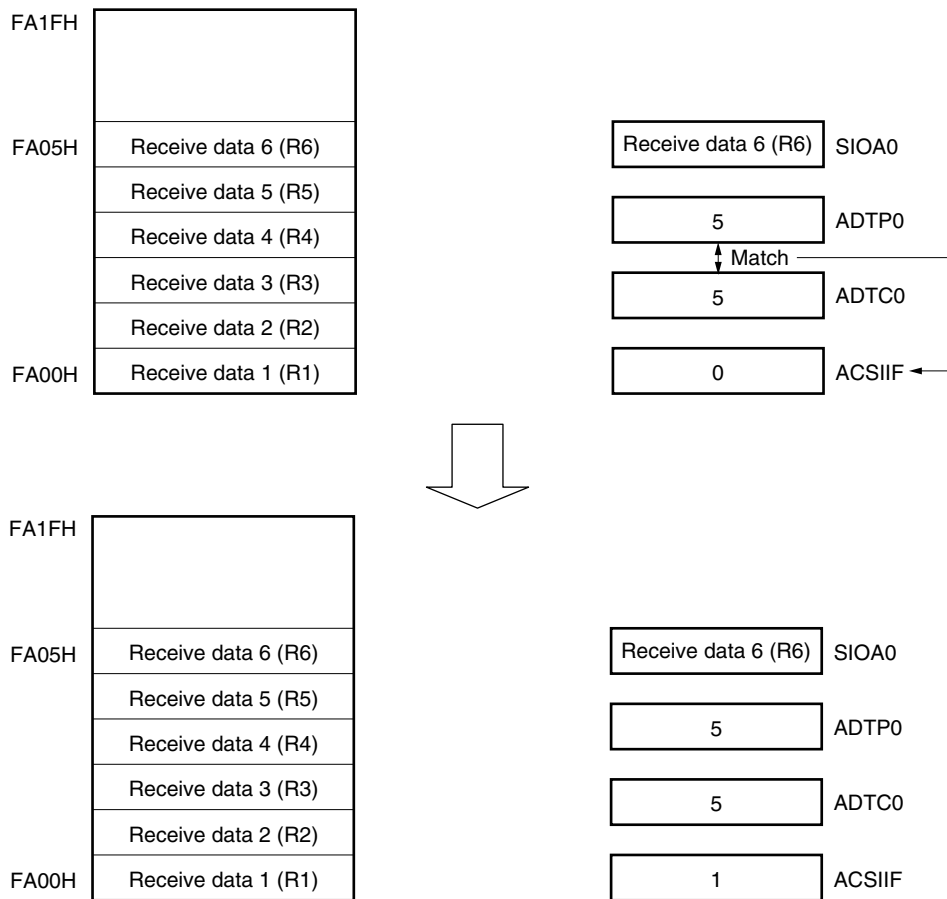 FA1FH
FA05H Receive data 6 (R6) Receive data 6 (R6) SIOA0
Receive data 5 (R5)
5 ADTP0
Receive data 4 (R4)
Match
Receive data 3 (R3)
5 ADTC0
Receive data 2 (R2)
FA00H Receive data 1 (R1) 0 ACSIIF
FA1FH
FA05H Receive data 6 (R6) Receive data 6 (R6) SIOA0
Receive data 5 (R5)
5 ADTP0
Receive data 4 (R4)
Receive data 3 (R3)
5 ADTC0
Receive data 2 (R2)
FA00H Receive data 1 (R1) 1 ACSIIF